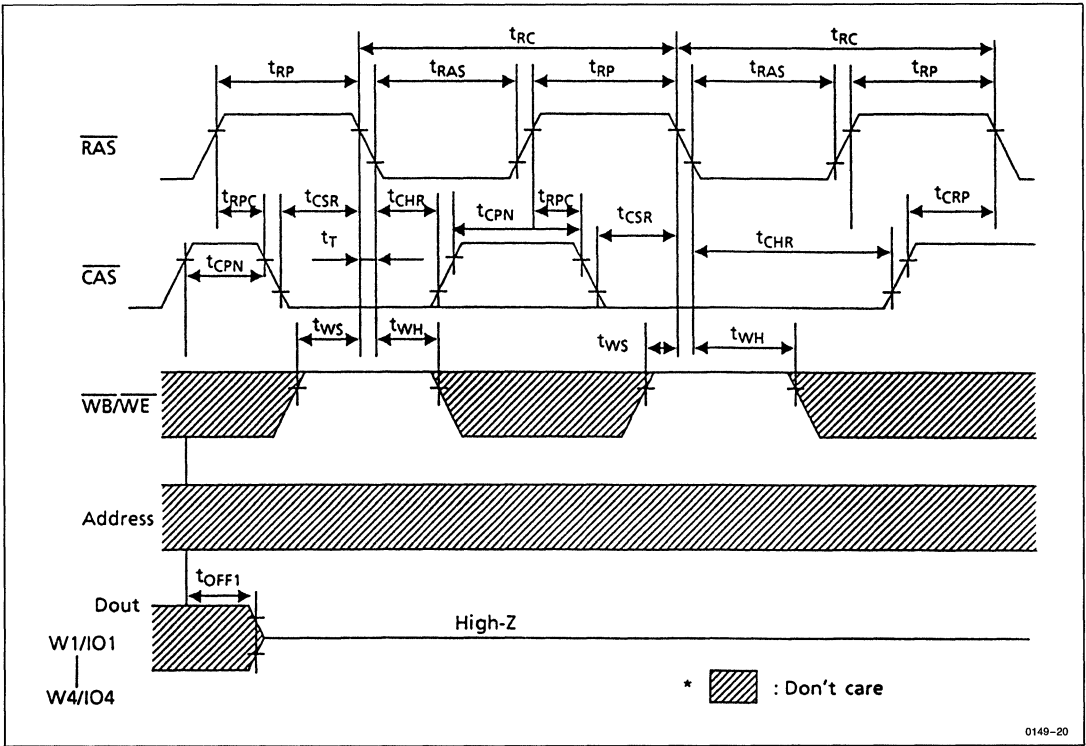 tRC tRC
tRP tRAS tRP tRAS tRP
RAS
tRPC tCSR tCHR tCPN tRPC tCSR tCHR tCRP
tT
CAS tCPN
tWS tWH tWS tWH
WB/WE
Address
tOFF1
Dout
High-Z
W1/IO1
W4/IO4
* : Don't care
0149-20